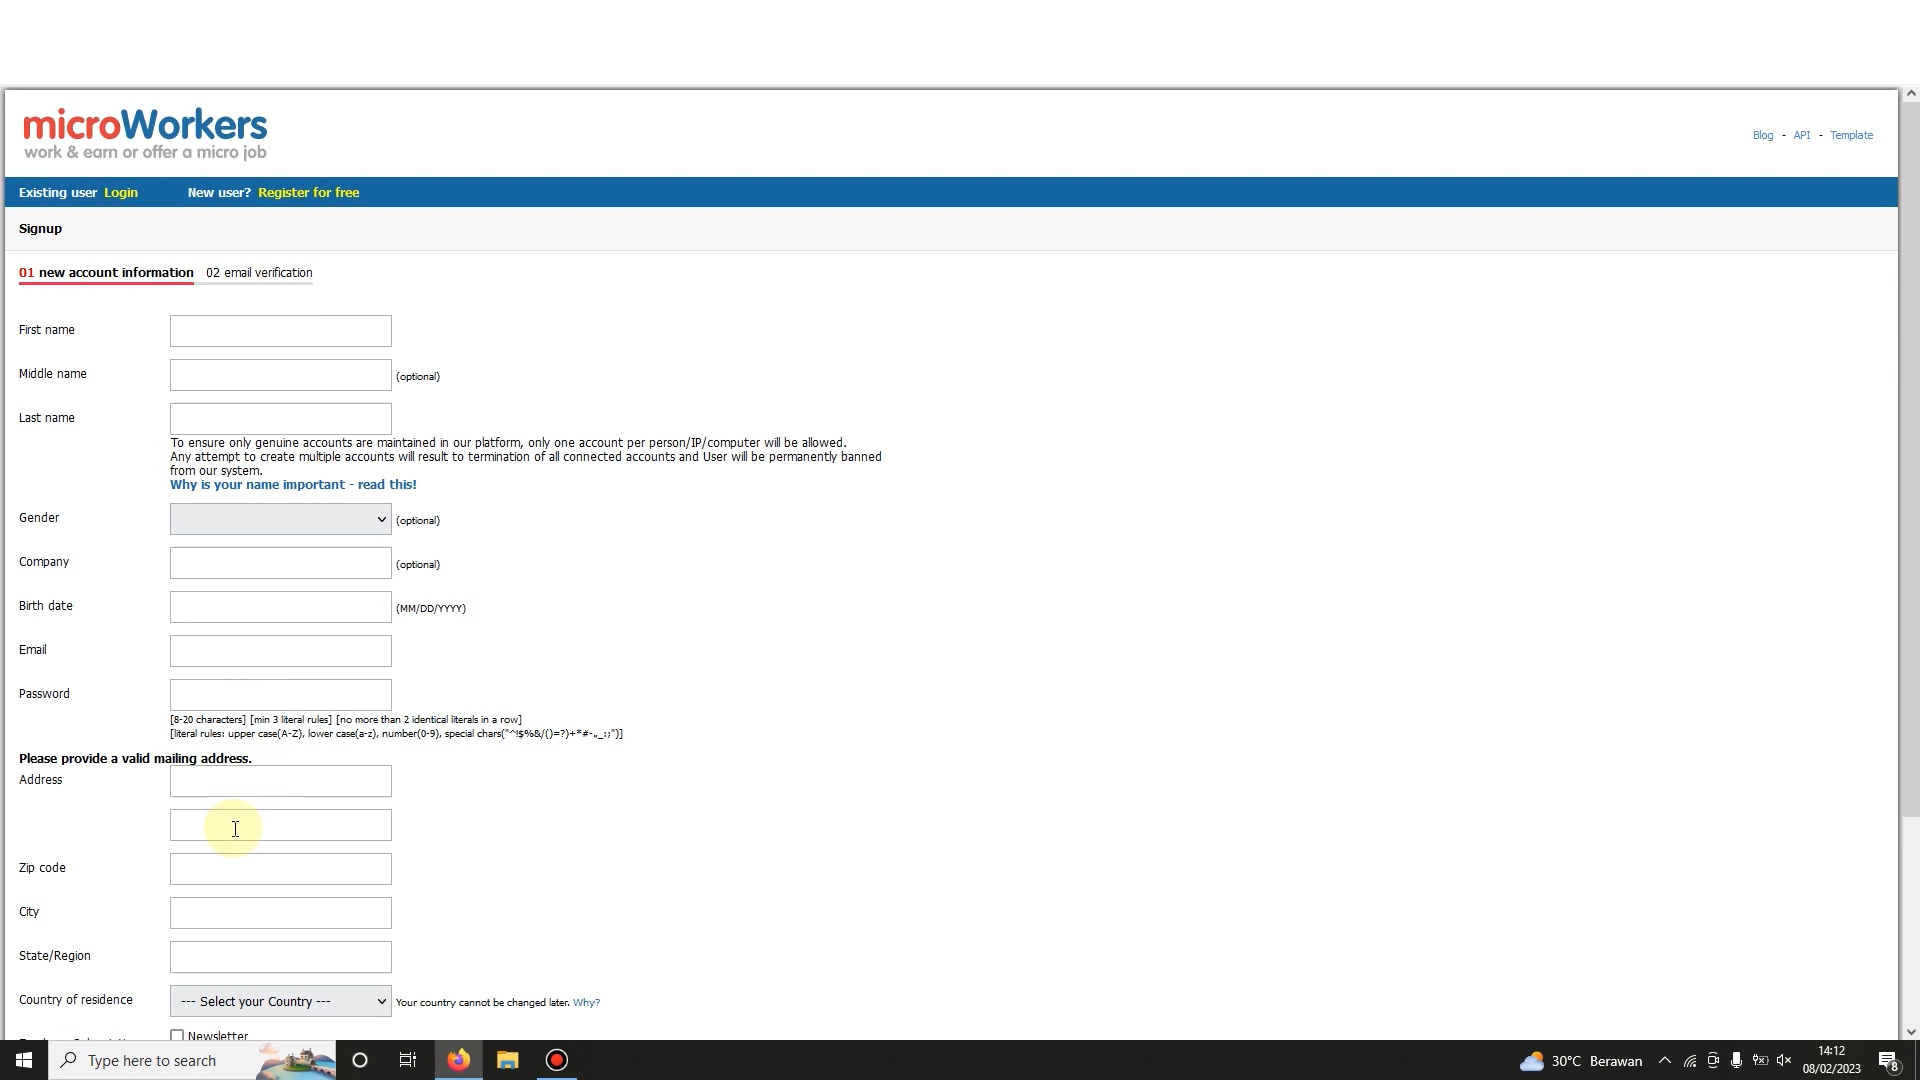 microWorkers
work & earn or offer a micro job
Blog - API - Template
Existing user Login New user? Register for free
Signup
01 new account information 02 email verification
First name
Middle name (optional)
Last name
To ensure only genuine accounts are maintained in our platform, only one account per person/IP/computer will be allowed.
Any attempt to create multiple accounts will result to termination of all connected accounts and User will be permanently banned
from our system.
Why is your name important - read this!
Gender (optional)
Company (optional)
Birth date (MM/DD/YYYY)
Email
Password
[8-20 characters] [min 3 literal rules] [no more than 2 identical literals in a row]
[literal rules: upper case(A-Z), lower case(a-z), number(0-9), special chars("^!$%&/()=?)+*#-.,_:;")]
Please provide a valid mailing address.
Address
Zip code
City
State/Region
Country of residence --- Select your Country --- Your country cannot be changed later. Why?
Newsletter
Type here to search 30°C Berawan 14:12
08/02/2023 8